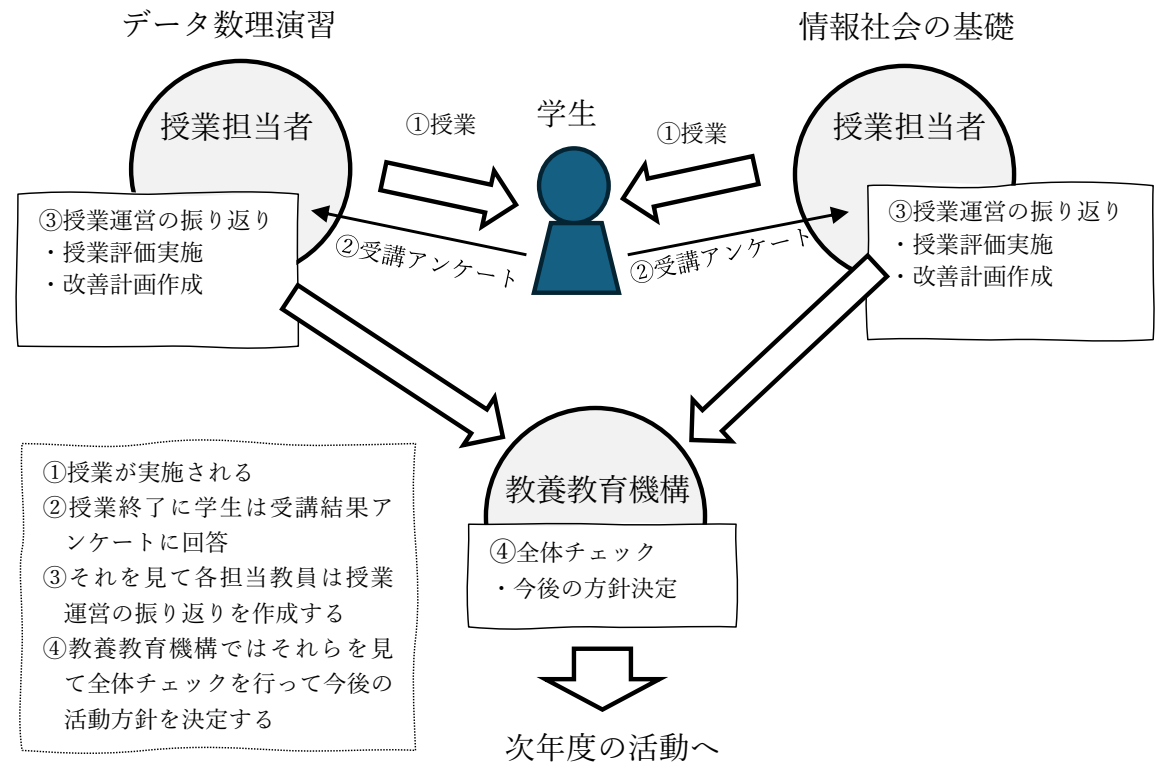 データ数理演習
情報社会の基礎
授業担当者
①授業
学生
①授業
授業担当者
③授業運営の振り返り
・授業評価実施
・改善計画作成
②受講アンケート
②受講アンケート
③授業運営の振り返り
・授業評価実施
・改善計画作成
教養教育機構
④全体チェック
・今後の方針決定
①授業が実施される
②授業終了に学生は受講結果ア
ンケートに回答
③それを見て各担当教員は授業
運営の振り返りを作成する
④教養教育機構ではそれらを見
て全体チェックを行って今後の
活動方針を決定する
次年度の活動へ